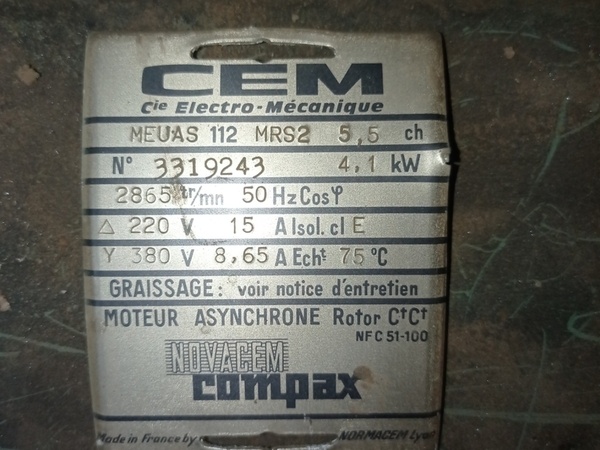 CEM
Cie Electro-Mécanique
MEUAS 112 MRS2 5,5 ch
N° 3319243 4,1 kW
2865 tr/mn 50 Hz Cos φ
△ 220 V 15 A Isol. cl E
Y 380 V 8,65 A Écht 75 °C
GRAISSAGE: voir notice d'entretien
MOTEUR ASYNCHRONE Rotor CtCt
NFC 51-100
NOVACEM
compax
Made in France by NORMACEM Lyon